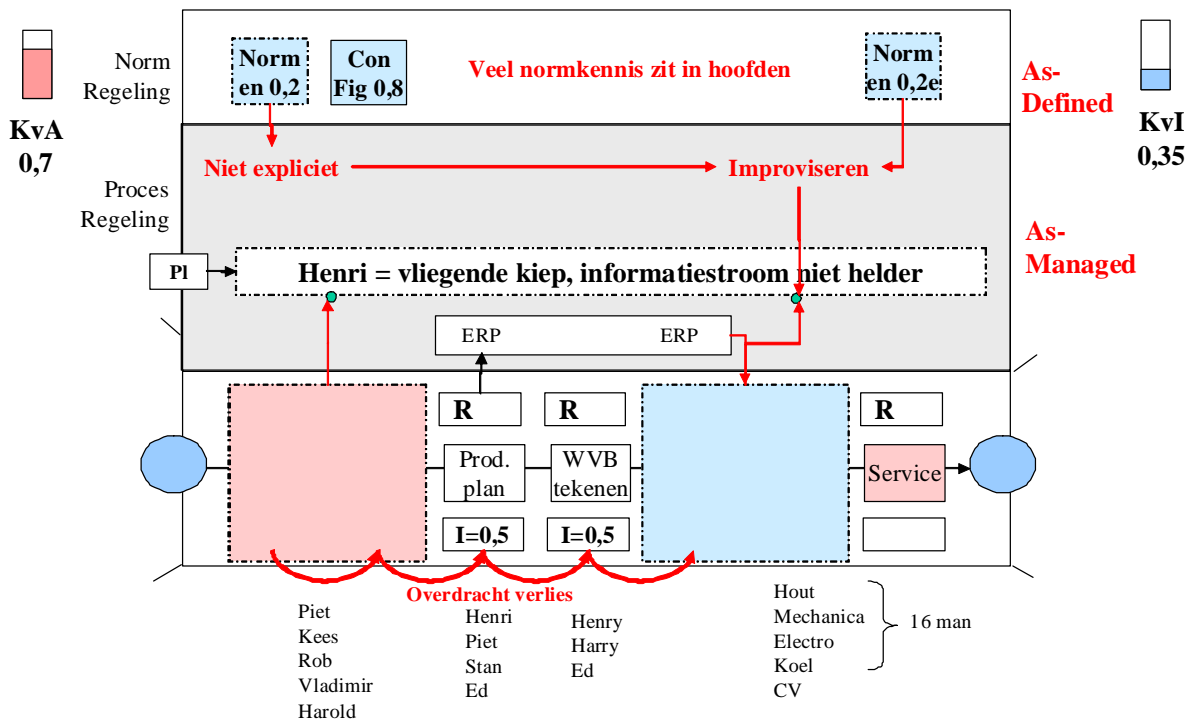 Norm
Regeling
KvA
0,7
Norm
en 0,2
Con
Fig 0,8
Veel normkennis zit in hoofden
Norm
en 0,2e
As-
Defined
KvI
0,35
Niet expliciet
Improviseren
Proces
Regeling
As-
Managed
Pl
Henri = vliegende kiep, informatiestroom niet helder
ERP
ERP
R
R
R
Prod.
plan
WVB
tekenen
Service
I=0,5
I=0,5
Overdracht verlies
Piet
Kees
Rob
Vladimir
Harold
Henri
Piet
Stan
Ed
Henry
Harry
Ed
Hout
Mechanica
Electro
Koel
CV
16 man